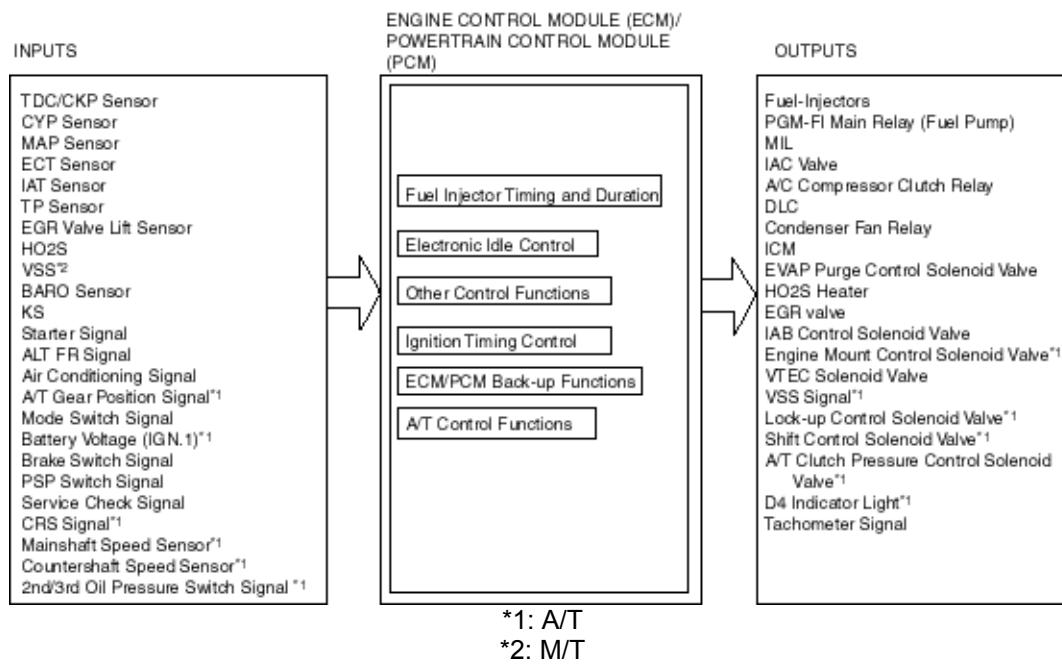 ENGINE CONTROL MODULE (ECM)/
POWERTRAIN CONTROL MODULE
(PCM)
INPUTS
OUTPUTS
TDC/CKP Sensor
CYP Sensor
MAP Sensor
ECT Sensor
IAT Sensor
TP Sensor
EGR Valve Lift Sensor
HO2S
VSS*2
BARO Sensor
KS
Starter Signal
ALT FR Signal
Air Conditioning Signal
A/T Gear Position Signal*1
Mode Switch Signal
Battery Voltage (IGN.1)*1
Brake Switch Signal
PSP Switch Signal
Service Check Signal
CRS Signal*1
Mainshaft Speed Sensor*1
Countershaft Speed Sensor*1
2nd/3rd Oil Pressure Switch Signal *1
Fuel Injector Timing and Duration
Electronic Idle Control
Other Control Functions
Ignition Timing Control
ECM/PCM Back-up Functions
A/T Control Functions
Fuel-Injectors
PGM-FI Main Relay (Fuel Pump)
MIL
IAC Valve
A/C Compressor Clutch Relay
DLC
Condenser Fan Relay
ICM
EVAP Purge Control Solenoid Valve
HO2S Heater
EGR valve
IAB Control Solenoid Valve
Engine Mount Control Solenoid Valve*1
VTEC Solenoid Valve
VSS Signal*1
Lock-up Control Solenoid Valve*1
Shift Control Solenoid Valve*1
A/T Clutch Pressure Control Solenoid
Valve*1
D4 Indicator Light*1
Tachometer Signal
*1: A/T
*2: M/T